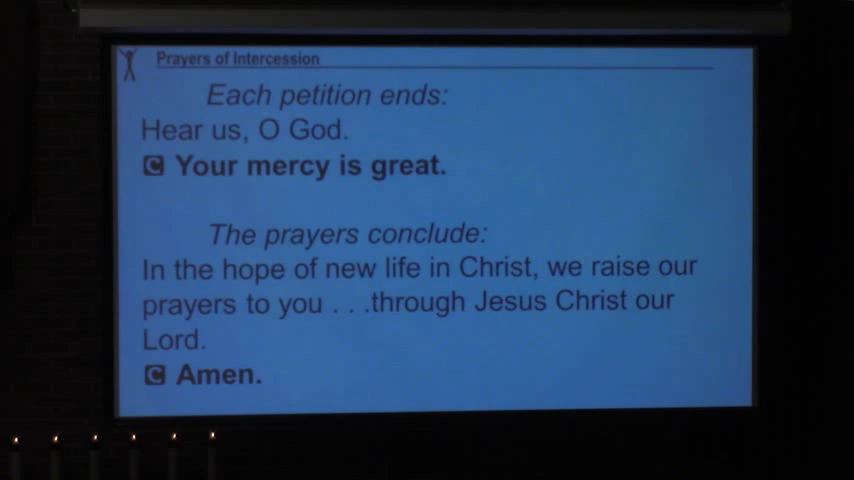 Prayers of Intercession
Each petition ends:
Hear us, O God.
C Your mercy is great.
The prayers conclude:
In the hope of new life in Christ, we raise our
prayers to you . . .through Jesus Christ our
Lord.
C Amen.